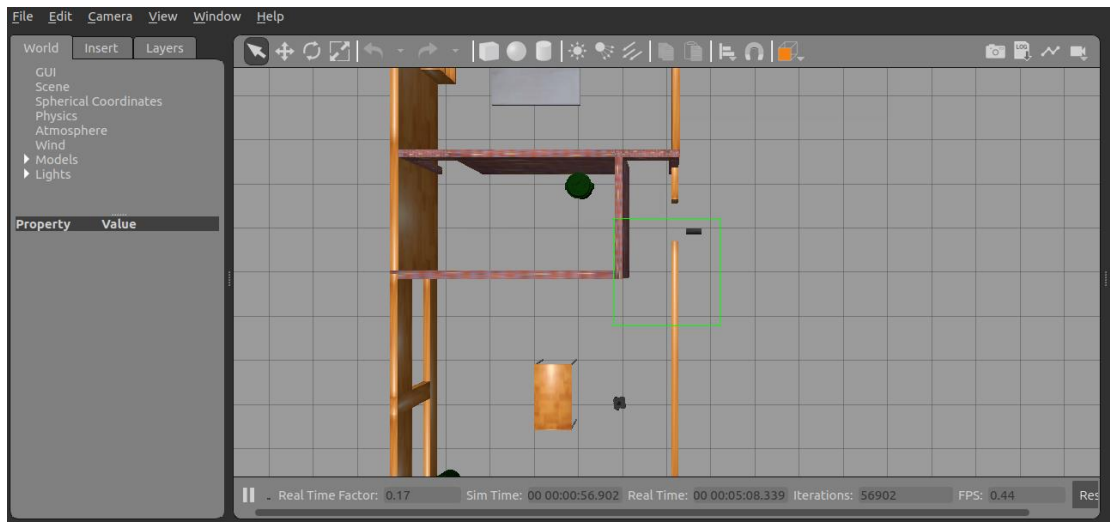 File Edit Camera View Window Help
World Insert Layers
GUI
Scene
Spherical Coordinates
Physics
Atmosphere
Wind
Models
Lights
Property Value
LOG
Real Time Factor: 0.17 Sim Time: 00 00:00:56.902 Real Time: 00 00:05:08.339 Iterations: 56902 FPS: 0.44 Res